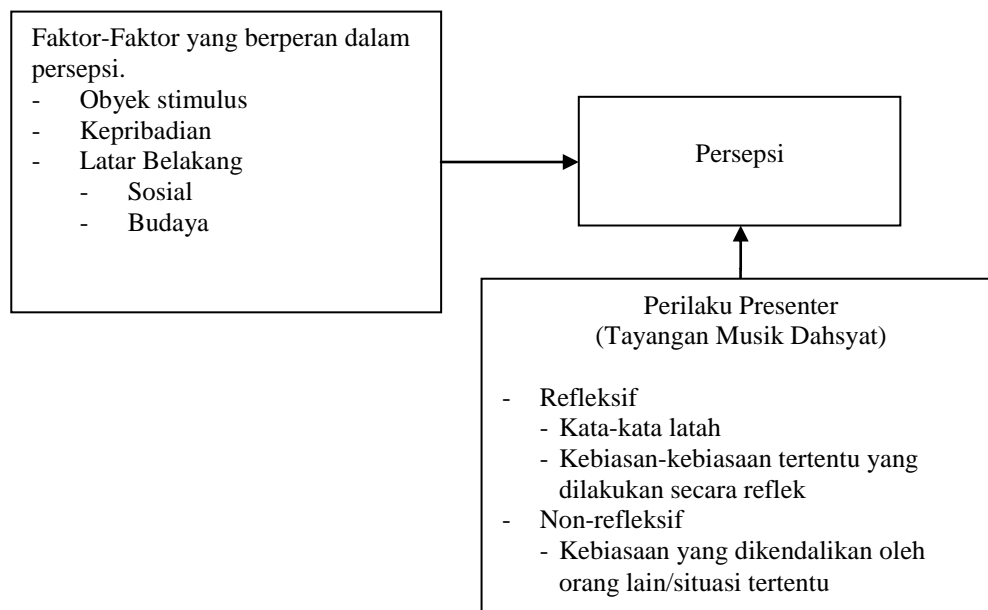 Faktor-Faktor yang berperan dalam
persepsi.
- Obyek stimulus
- Kepribadian
- Latar Belakang
- Sosial
- Budaya
Persepsi
Perilaku Presenter
(Tayangan Musik Dahsyat)
- Refleksif
- Kata-kata latah
- Kebiasan-kebiasaan tertentu yang
dilakukan secara reflek
- Non-refleksif
- Kebiasaan yang dikendalikan oleh
orang lain/situasi tertentu